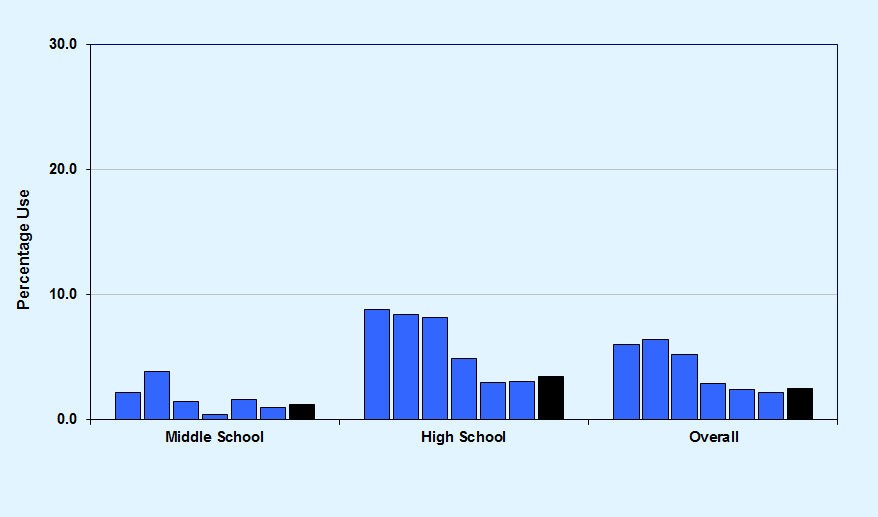 30.0
20.0
10.0
0.0
Percentage Use
Middle School
High School
Overall